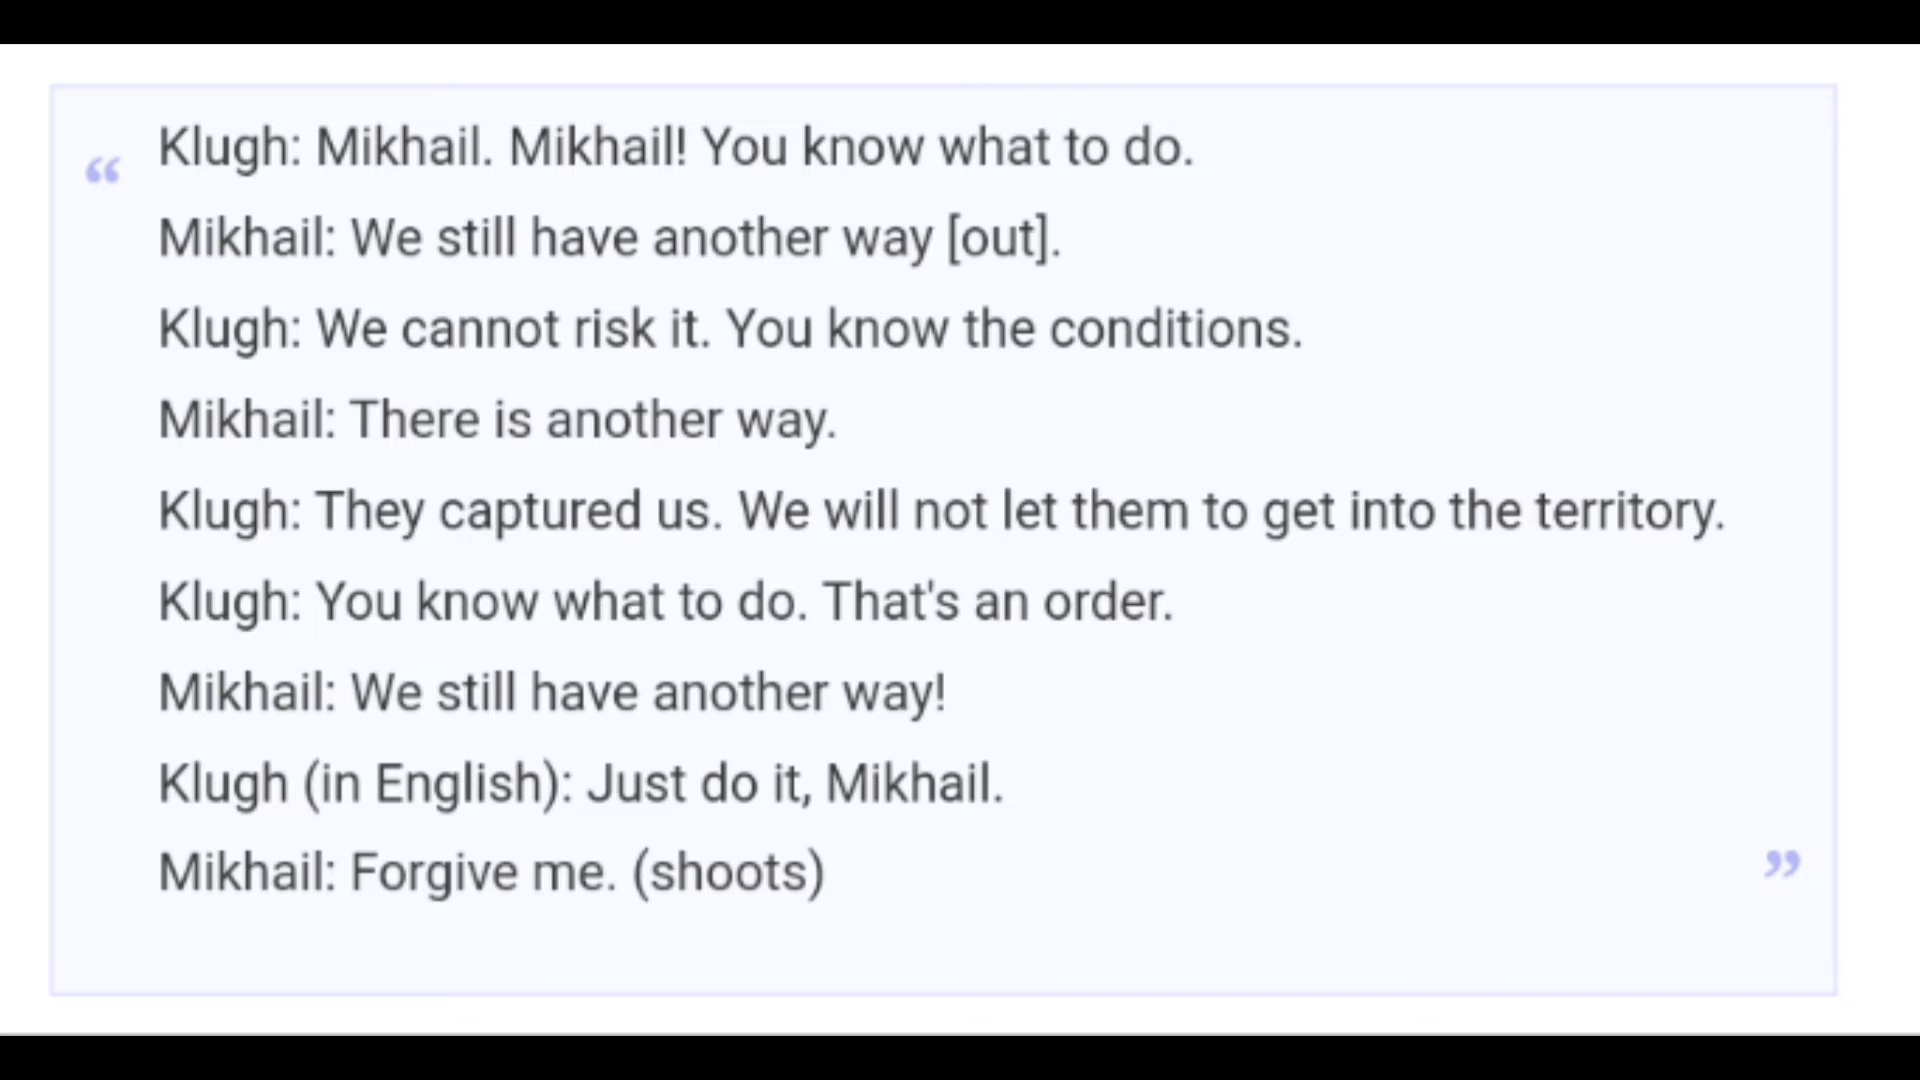 Klugh: Mikhail. Mikhail! You know what to do.
Mikhail: We still have another way [out].
Klugh: We cannot risk it. You know the conditions.
Mikhail: There is another way.
Klugh: They captured us. We will not let them to get into the territory.
Klugh: You know what to do. That's an order.
Mikhail: We still have another way!
Klugh (in English): Just do it, Mikhail.
Mikhail: Forgive me. (shoots)